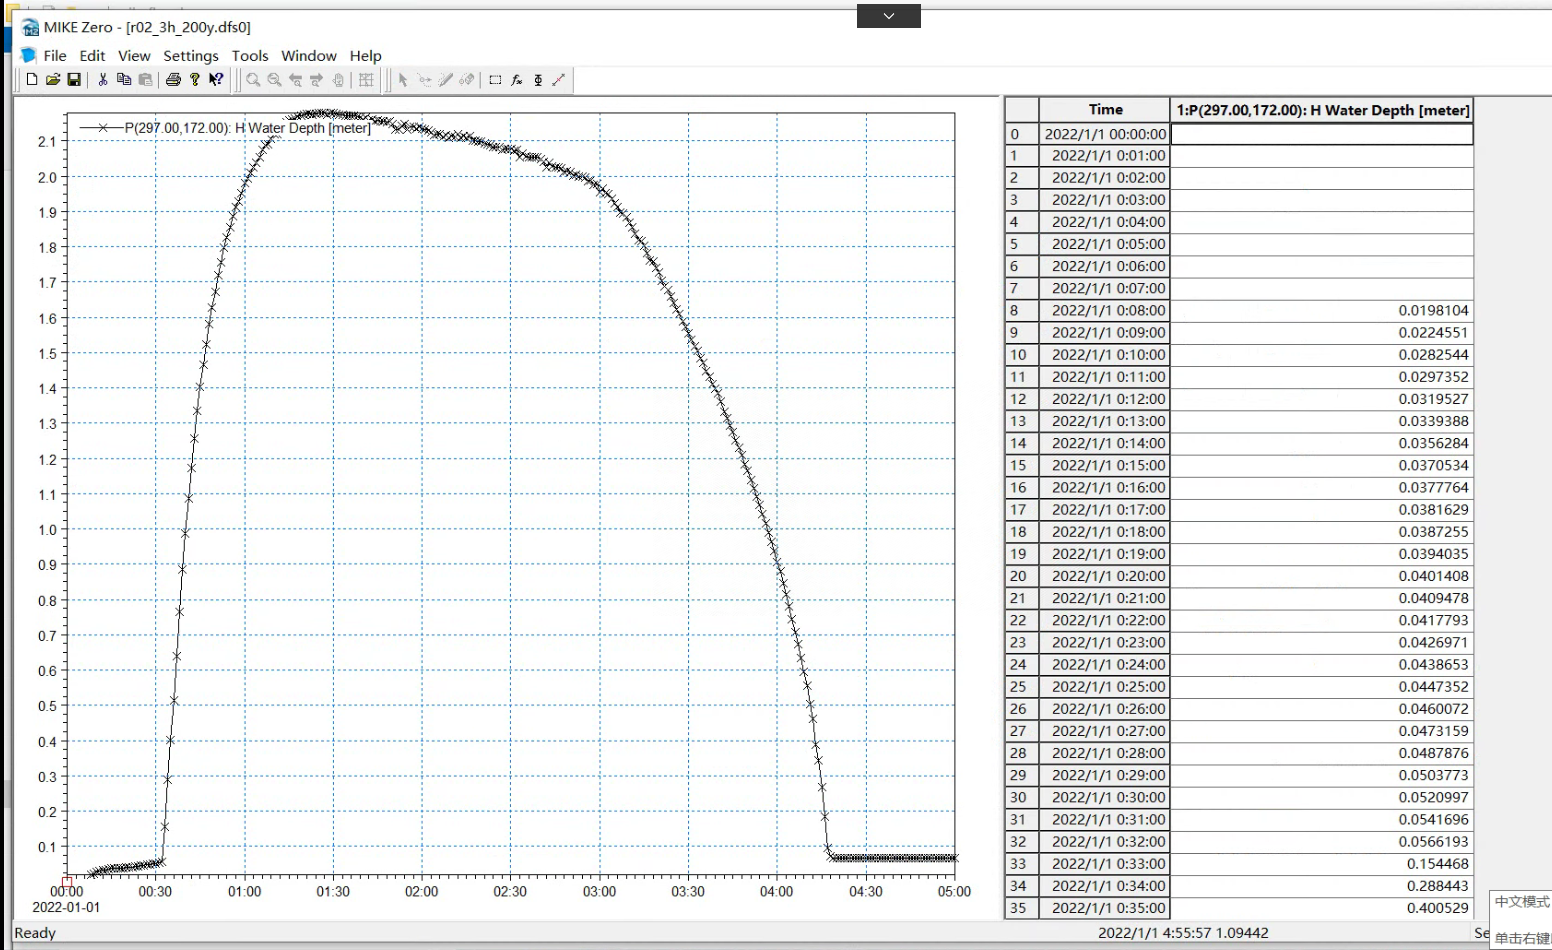 MIKE Zero - [r02_3h_200y.dfs0]
File Edit View Settings Tools Window Help
P(297.00,172.00): H Water Depth [meter]
2.1
2.0
1.9
1.8
1.7
1.6
1.5
1.4
1.3
1.2
1.1
1.0
0.9
0.8
0.7
0.6
0.5
0.4
0.3
0.2
0.1
00:00 00:30 01:00 01:30 02:00 02:30 03:00 03:30 04:00 04:30 05:00
2022-01-01
Time 1:P(297.00,172.00): H Water Depth [meter]
0 2022/1/1 00:00:00
1 2022/1/1 0:01:00
2 2022/1/1 0:02:00
3 2022/1/1 0:03:00
4 2022/1/1 0:04:00
5 2022/1/1 0:05:00
6 2022/1/1 0:06:00
7 2022/1/1 0:07:00
8 2022/1/1 0:08:00 0.0198104
9 2022/1/1 0:09:00 0.0224551
10 2022/1/1 0:10:00 0.0282544
11 2022/1/1 0:11:00 0.0297352
12 2022/1/1 0:12:00 0.0319527
13 2022/1/1 0:13:00 0.0339388
14 2022/1/1 0:14:00 0.0356284
15 2022/1/1 0:15:00 0.0370534
16 2022/1/1 0:16:00 0.0377764
17 2022/1/1 0:17:00 0.0381629
18 2022/1/1 0:18:00 0.0387255
19 2022/1/1 0:19:00 0.0394035
20 2022/1/1 0:20:00 0.0401408
21 2022/1/1 0:21:00 0.0409478
22 2022/1/1 0:22:00 0.0417793
23 2022/1/1 0:23:00 0.0426971
24 2022/1/1 0:24:00 0.0438653
25 2022/1/1 0:25:00 0.0447352
26 2022/1/1 0:26:00 0.0460072
27 2022/1/1 0:27:00 0.0473159
28 2022/1/1 0:28:00 0.0487876
29 2022/1/1 0:29:00 0.0503773
30 2022/1/1 0:30:00 0.0520997
31 2022/1/1 0:31:00 0.0541696
32 2022/1/1 0:32:00 0.0566193
33 2022/1/1 0:33:00 0.154468
34 2022/1/1 0:34:00 0.288443
35 2022/1/1 0:35:00 0.400529
中文模式
Ready 2022/1/1 4:55:57 1.09442 Se
单击右键